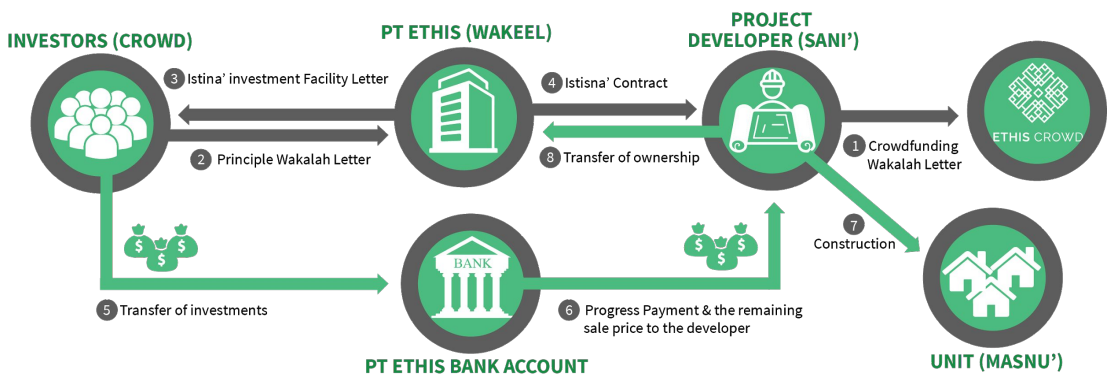 INVESTORS (CROWD)
PT ETHIS (WAKEEL)
PROJECT
DEVELOPER (SANI’)
3 Istina’ investment Facility Letter
4 Istisna’ Contract
ETHIS CROWD
2 Principle Wakalah Letter
8 Transfer of ownership
1 Crowdfunding
Wakalah Letter
7
Construction
$ $ $
$ $ $
BANK
5 Transfer of investments
6 Progress Payment & the remaining
sale price to the developer
PT ETHIS BANK ACCOUNT
UNIT (MASNU’)